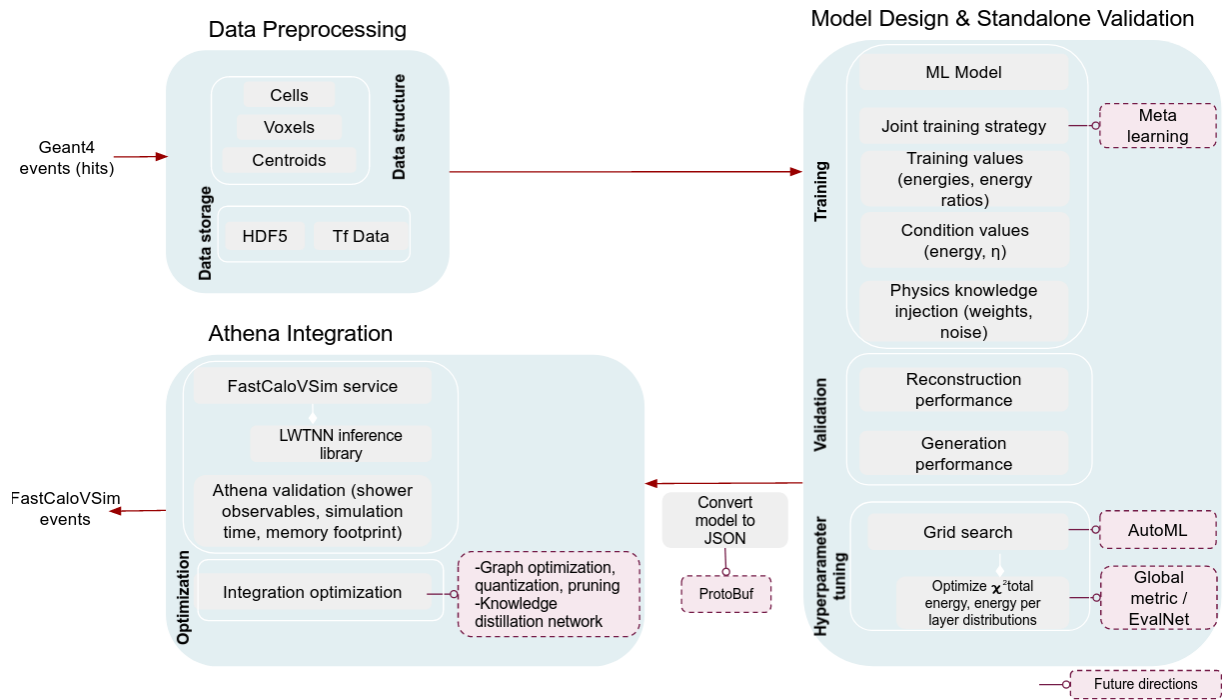 Data Preprocessing
Cells
Voxels
Centroids
Data structure
Geant4
events (hits)
Data storage
HDF5
Tf Data
Model Design & Standalone Validation
ML Model
Joint training strategy
Meta
learning
Training values
(energies, energy
ratios)
Training
Condition values
(energy, η)
Physics knowledge
injection (weights,
noise)
Validation
Reconstruction
performance
Generation
performance
Hyperparameter
tuning
Grid search
AutoML
Optimize χ²total
energy, energy per
layer distributions
Global
metric /
EvalNet
Convert
model to
JSON
ProtoBuf
Athena Integration
FastCaloVSim service
LWTNN inference
library
Athena validation (shower
observables, simulation
time, memory footprint)
FastCaloVSim
events
Optimization
Integration optimization
-Graph optimization,
quantization, pruning
-Knowledge
distillation network
Future directions